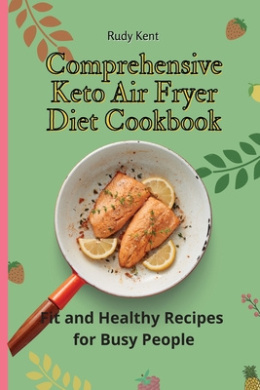 Rudy Kent
Comprehensive
Keto Air Fryer
Diet Cookbook
Fit and Healthy Recipes
for Busy People